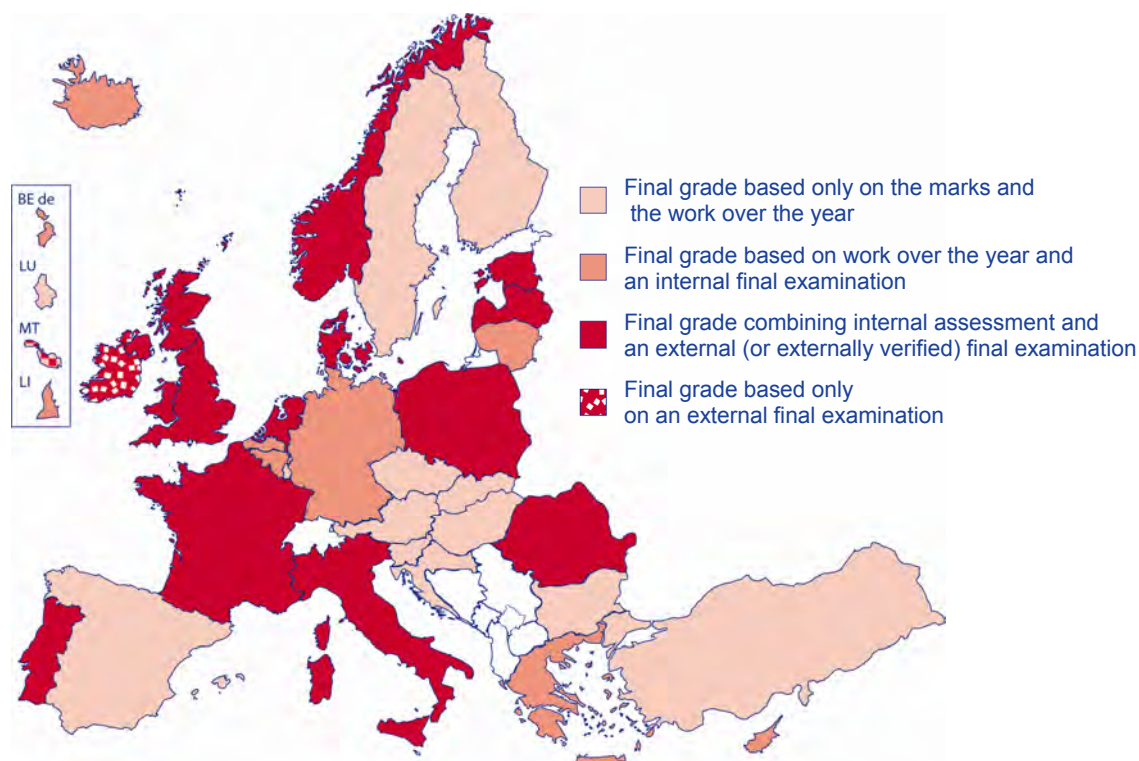 BE de
LU
MT
LI
Final grade based only on the marks and
the work over the year
Final grade based on work over the year and
an internal final examination
Final grade combining internal assessment and
an external (or externally verified) final examination
Final grade based only
on an external final examination